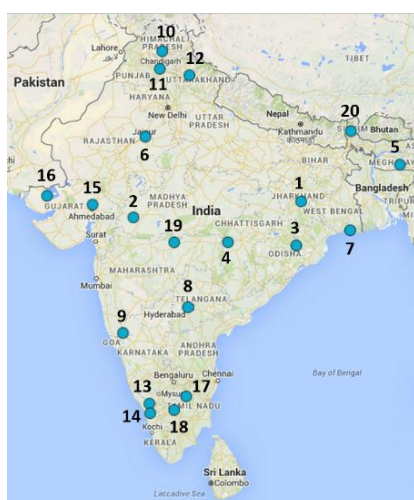 10
HIMACHAL
PRADESH
Lahore
Chandigarh
12
PUNJAB
UTTARAKHAND
TIBET
11
Pakistan
HARYANA
New Delhi
Nepal
20
UTTAR
PRADESH
Kathmandu
SIKKIM
Bhutan
Jaipur
RAJASTHAN
6
BIHAR
5
MEGHALAYA
16
15
1
Bangladesh
GUJARAT
2
MADHYA
PRADESH
India
JHARKHAND
Ahmedabad
WEST BENGAL
19
CHHATTISGARH
3
Surat
4
ODISHA
7
MAHARASHTRA
Mumbai
8
TELANGANA
9
Hyderabad
GOA
ANDHRA
PRADESH
KARNATAKA
Bay of Bengal
Bengaluru
Chennai
13
17
TAMIL NADU
14
Kochi
18
KERALA
Sri Lanka
Colombo
Laccadive Sea